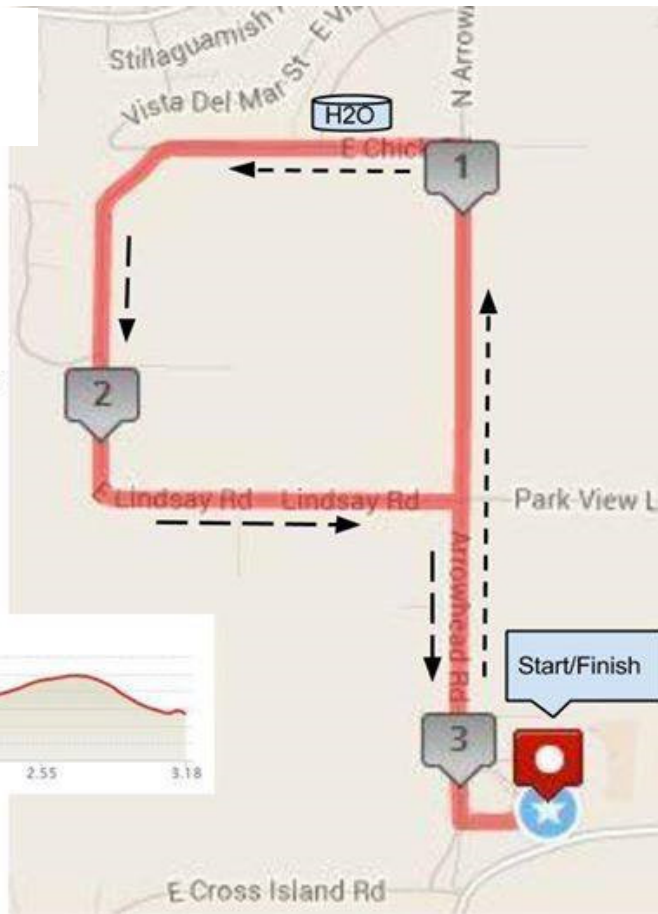 Stillaguamish
Vista Del Mar St
E Vis
N Arrow
H2O
E Chick
1
2
E Lindsay Rd
Lindsay Rd
Park View L
Arrowhead Rd
Start/Finish
3
2.55
3.18
E Cross Island Rd